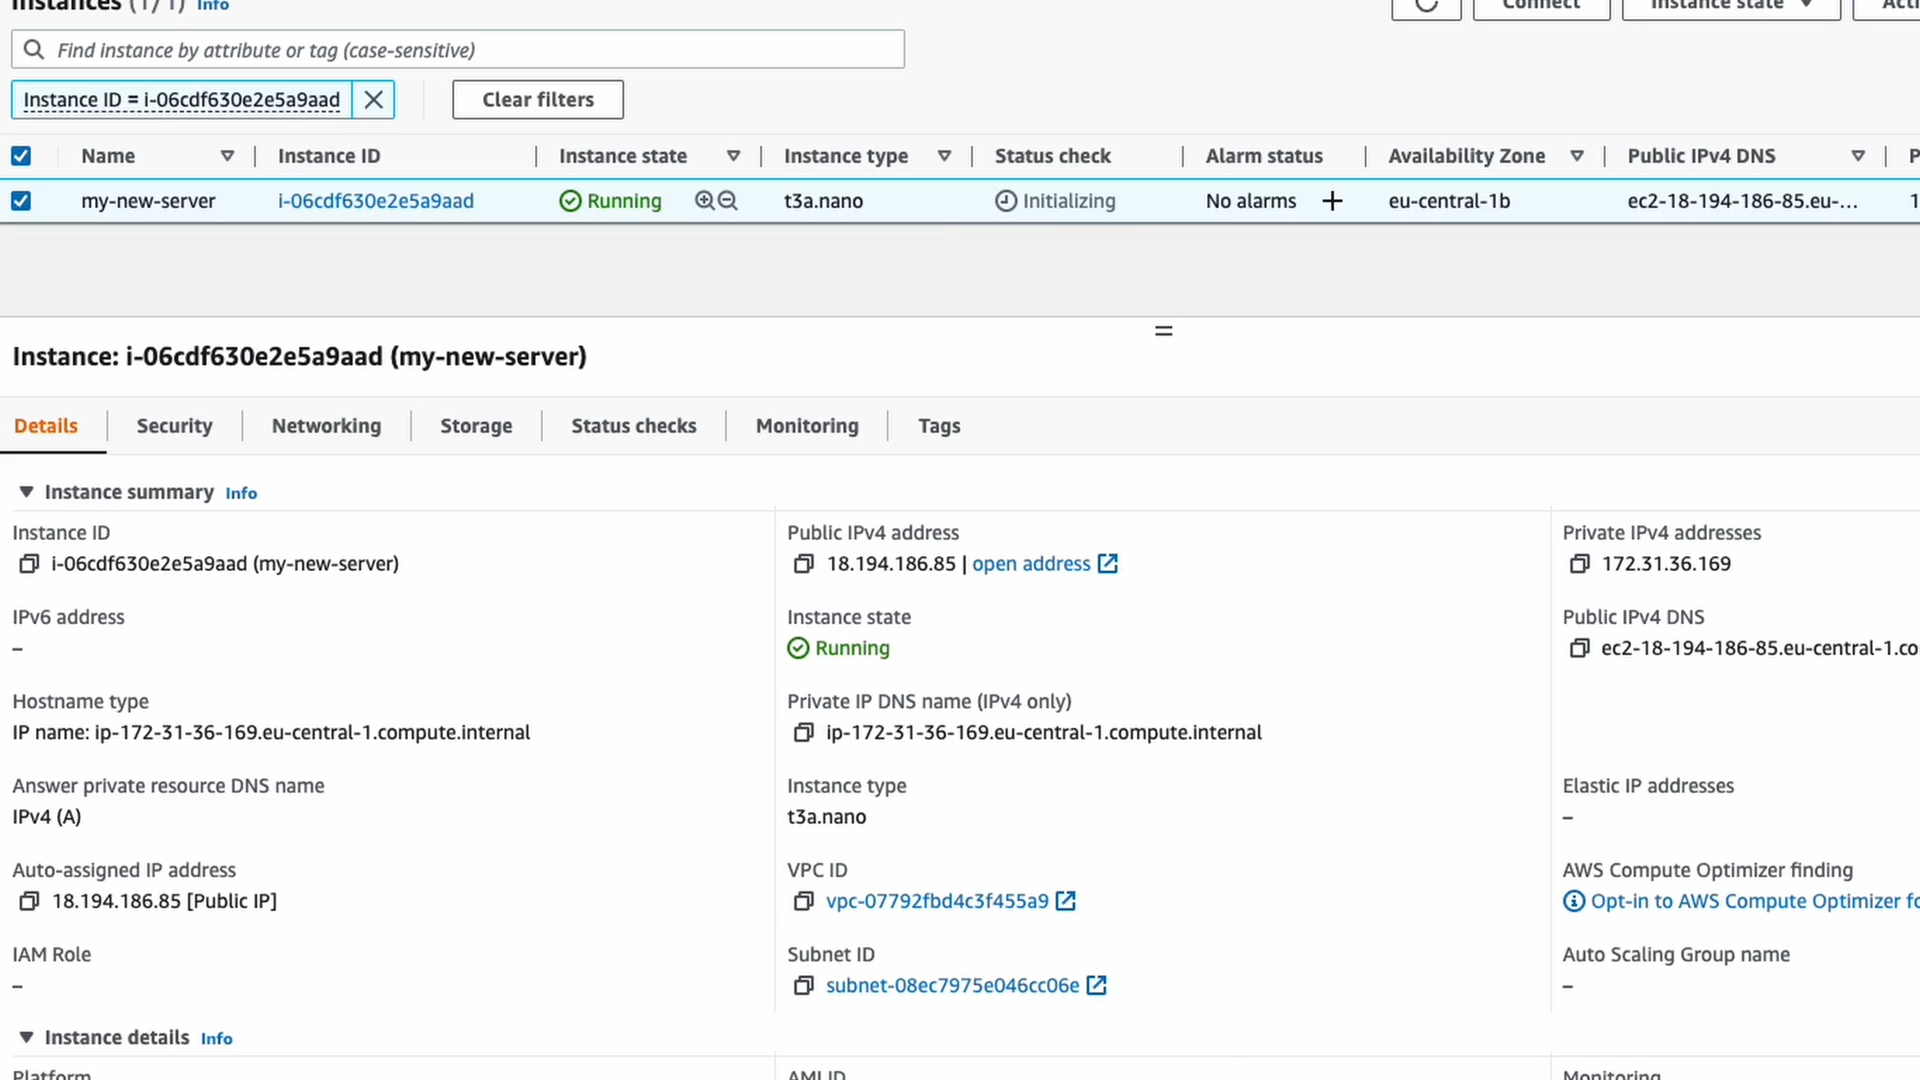 Instances (1/1) Info
Connect
Instance state
Find instance by attribute or tag (case-sensitive)
Instance ID = i-06cdf630e2e5a9aad
Clear filters
Name
Instance ID
Instance state
Instance type
Status check
Alarm status
Availability Zone
Public IPv4 DNS
my-new-server
i-06cdf630e2e5a9aad
Running
t3a.nano
Initializing
No alarms +
eu-central-1b
ec2-18-194-186-85.eu-...
Instance: i-06cdf630e2e5a9aad (my-new-server)
Details
Security
Networking
Storage
Status checks
Monitoring
Tags
Instance summary Info
Instance ID
i-06cdf630e2e5a9aad (my-new-server)
Public IPv4 address
18.194.186.85 | open address
Private IPv4 addresses
172.31.36.169
IPv6 address
–
Instance state
Running
Public IPv4 DNS
ec2-18-194-186-85.eu-central-1.co
Hostname type
IP name: ip-172-31-36-169.eu-central-1.compute.internal
Private IP DNS name (IPv4 only)
ip-172-31-36-169.eu-central-1.compute.internal
Answer private resource DNS name
IPv4 (A)
Instance type
t3a.nano
Elastic IP addresses
–
Auto-assigned IP address
18.194.186.85 [Public IP]
VPC ID
vpc-07792fbd4c3f455a9
AWS Compute Optimizer finding
Opt-in to AWS Compute Optimizer fo
IAM Role
–
Subnet ID
subnet-08ec7975e046cc06e
Auto Scaling Group name
–
Instance details Info
Platform
AMI ID
Monitoring